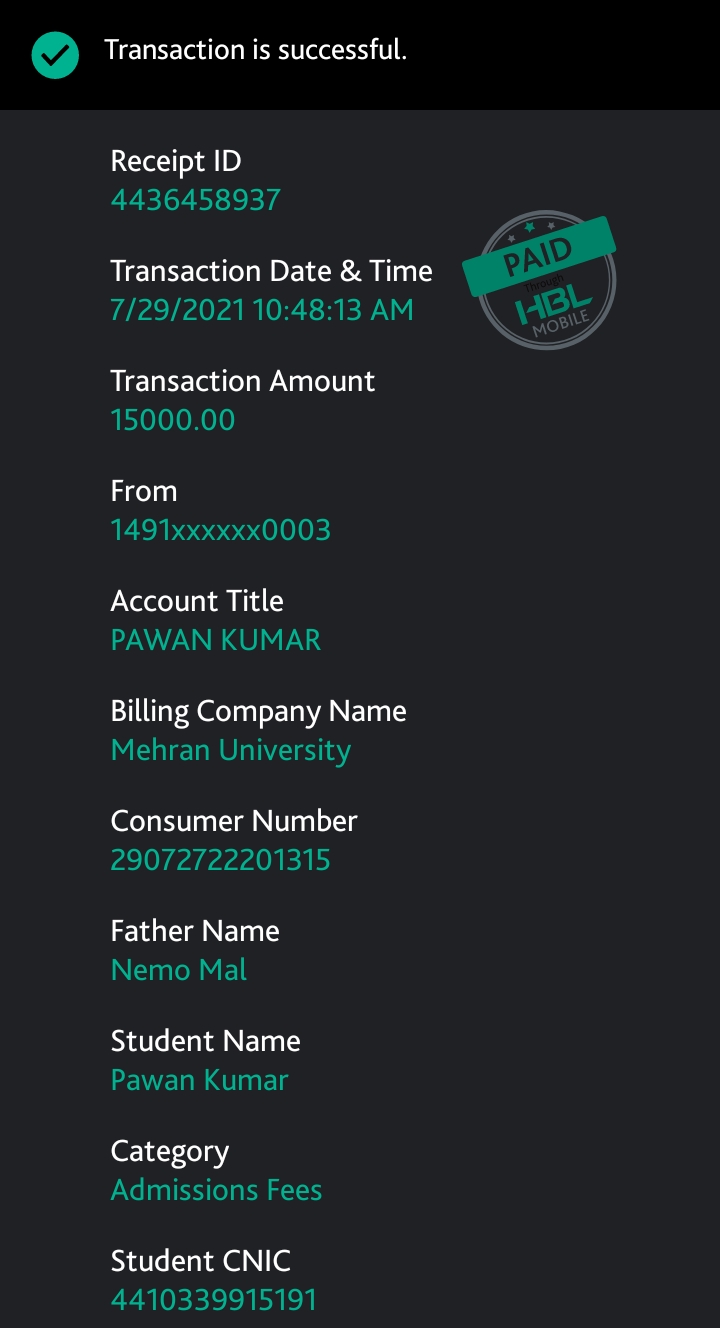 Transaction is successful.
Receipt ID
4436458937
Transaction Date & Time
7/29/2021 10:48:13 AM
PAID
Through
HBL
MOBILE
Transaction Amount
15000.00
From
1491xxxxxx0003
Account Title
PAWAN KUMAR
Billing Company Name
Mehran University
Consumer Number
29072722201315
Father Name
Nemo Mal
Student Name
Pawan Kumar
Category
Admissions Fees
Student CNIC
4410339915191